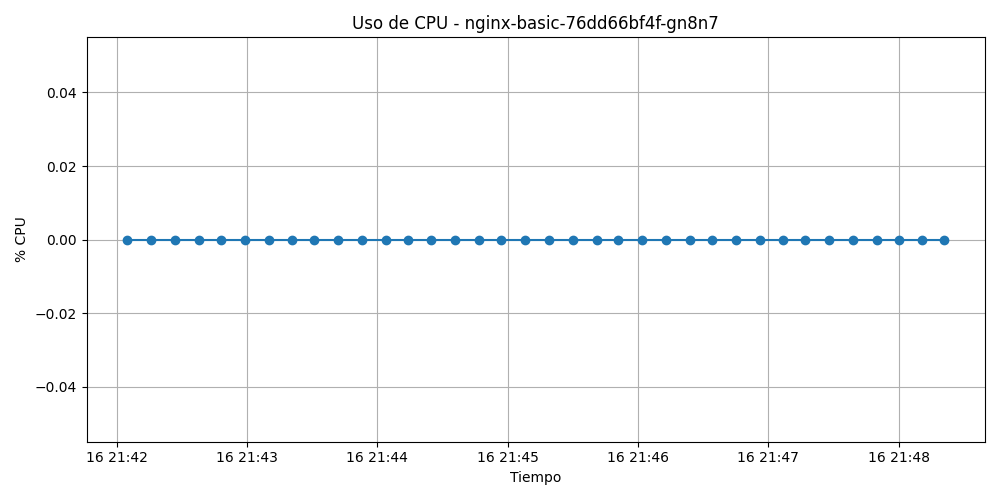 Uso de CPU - nginx-basic-76dd66bf4f-gn8n7
0.04
0.02
0.00
−0.02
−0.04
% CPU
16 21:42 16 21:43 16 21:44 16 21:45 16 21:46 16 21:47 16 21:48
Tiempo